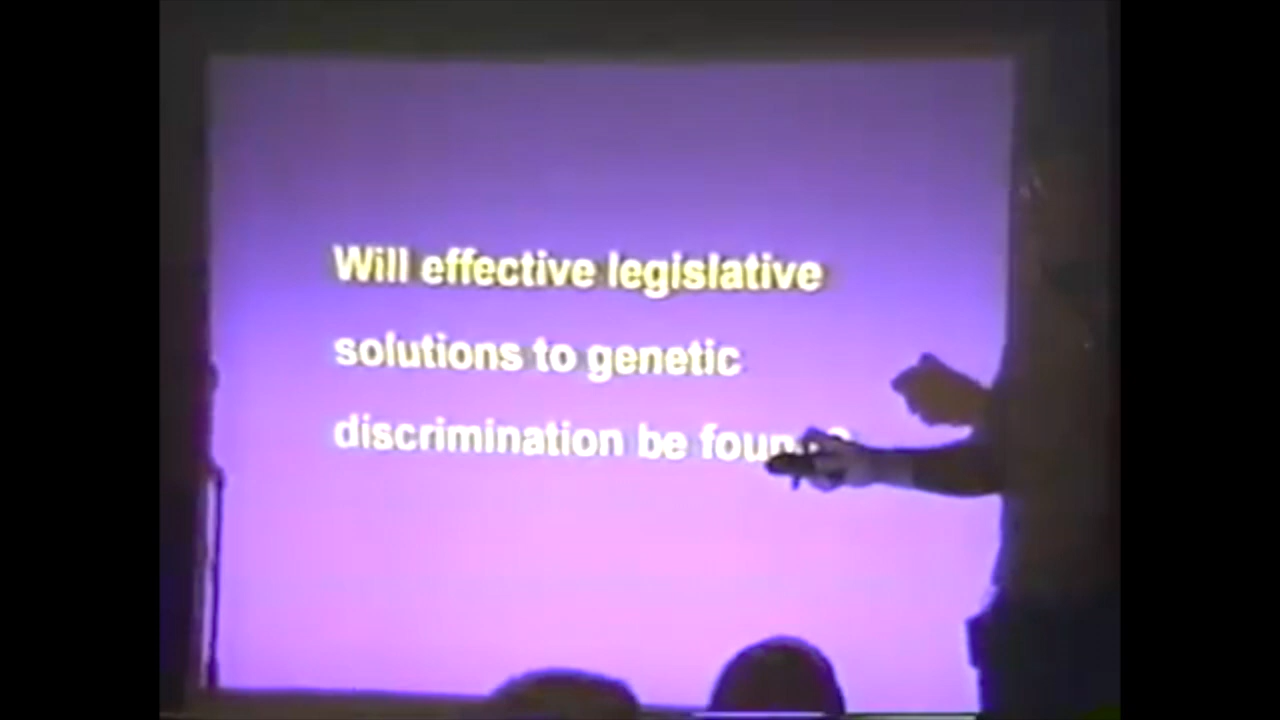 Will effective legislative
solutions to genetic
discrimination be